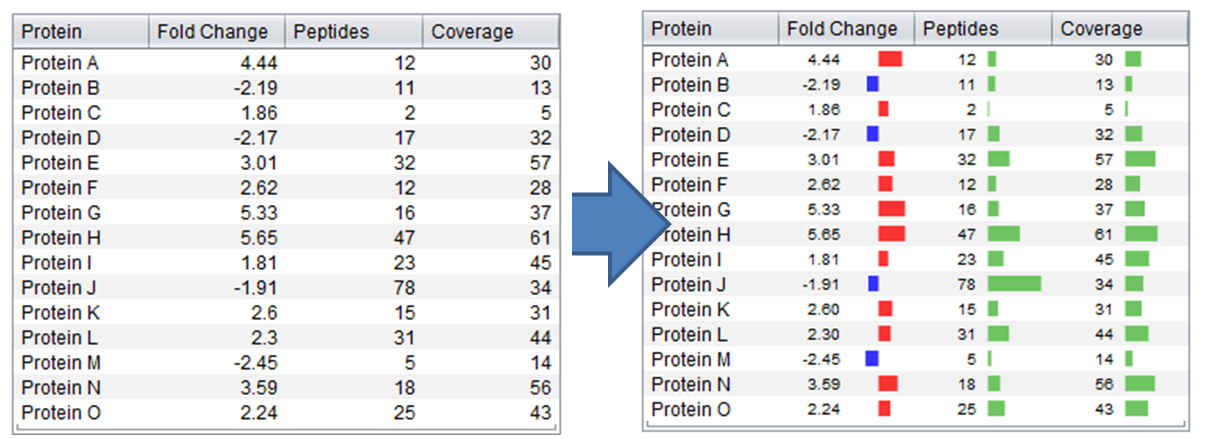 Protein Fold Change Peptides Coverage
Protein A 4.44 12 30
Protein B -2.19 11 13
Protein C 1.86 2 5
Protein D -2.17 17 32
Protein E 3.01 32 57
Protein F 2.62 12 28
Protein G 5.33 16 37
Protein H 5.65 47 61
Protein I 1.81 23 45
Protein J -1.91 78 34
Protein K 2.6 15 31
Protein L 2.3 31 44
Protein M -2.45 5 14
Protein N 3.59 18 56
Protein O 2.24 25 43
Protein Fold Change Peptides Coverage
Protein A 4.44 12 30
Protein B -2.19 11 13
Protein C 1.86 2 5
Protein D -2.17 17 32
Protein E 3.01 32 57
Protein F 2.62 12 28
Protein G 5.33 16 37
Protein H 5.65 47 61
Protein I 1.81 23 45
Protein J -1.91 78 34
Protein K 2.60 15 31
Protein L 2.30 31 44
Protein M -2.45 5 14
Protein N 3.59 18 56
Protein O 2.24 25 43